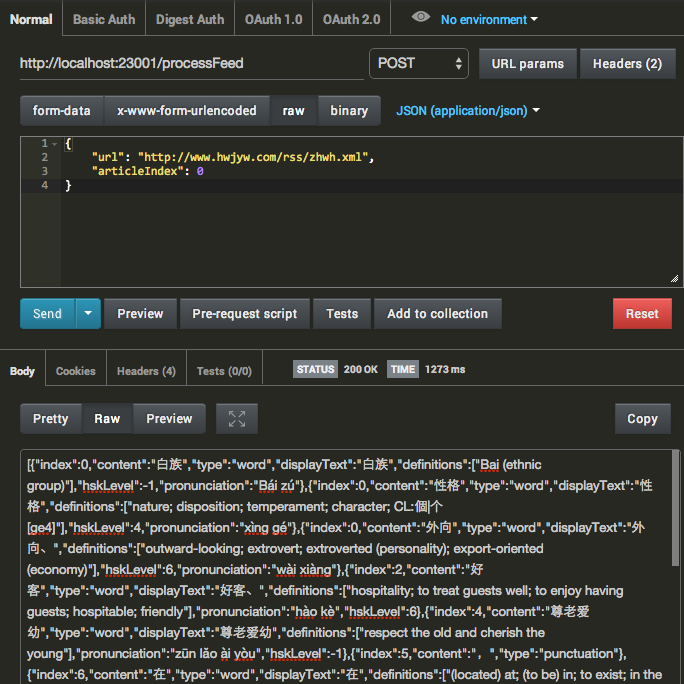 Normal Basic Auth Digest Auth OAuth 1.0 OAuth 2.0 No environment
http://localhost:23001/processFeed POST URL params Headers (2)
form-data x-www-form-urlencoded raw binary JSON (application/json)
1 {
2 "url": "http://www.hwjyw.com/rss/zhwh.xml",
3 "articleIndex": 0
4 }
Send Preview Pre-request script Tests Add to collection Reset
Body Cookies Headers (4) Tests (0/0) STATUS 200 OK TIME 1273 ms
Pretty Raw Preview Copy
[{"index":0,"content":"白族","type":"word","displayText":"白族","definitions":["Bai (ethnic
group)"],"hskLevel":-1,"pronunciation":"Bái zú"},{"index":0,"content":"性格","type":"word","displayText":"性
格","definitions":["nature; disposition; temperament; character; CL:個|个
[ge4]"],"hskLevel":4,"pronunciation":"xìng gé"},{"index":0,"content":"外向","type":"word","displayText":"外
向、","definitions":["outward-looking; extrovert; extroverted (personality); export-oriented
(economy)"],"hskLevel":6,"pronunciation":"wài xiàng"},{"index":2,"content":"好
客","type":"word","displayText":"好客、","definitions":["hospitality; to treat guests well; to enjoy having
guests; hospitable; friendly"],"pronunciation":"hào kè","hskLevel":6},{"index":4,"content":"尊老爱
幼","type":"word","displayText":"尊老爱幼","definitions":["respect the old and cherish the
young"],"pronunciation":"zūn lǎo ài yòu","hskLevel":-1},{"index":5,"content":"，","type":"punctuation"},
{"index":6,"content":"在","type":"word","displayText":"在","definitions":["(located) at; (to be) in; to exist; in the